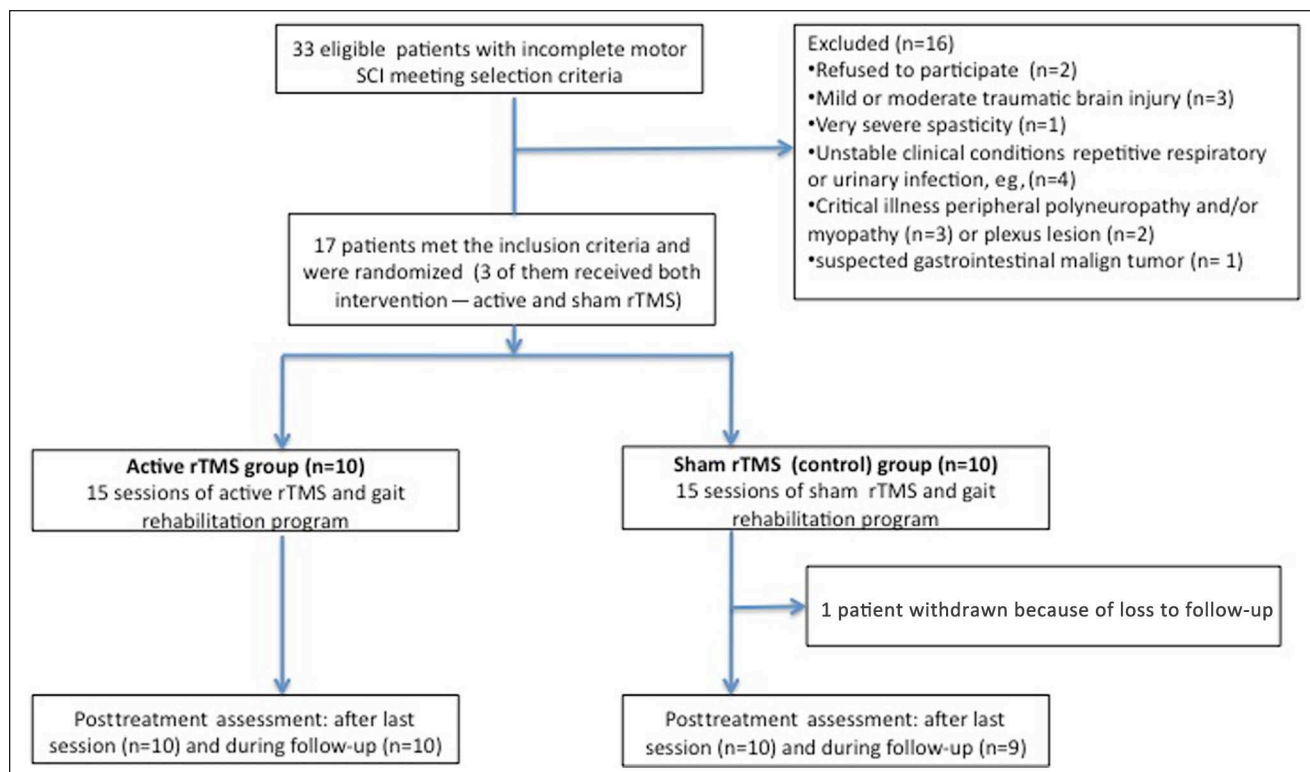 33 eligible patients with incomplete motor
SCI meeting selection criteria
Excluded (n=16)
•Refused to participate (n=2)
•Mild or moderate traumatic brain injury (n=3)
•Very severe spasticity (n=1)
•Unstable clinical conditions repetitive respiratory
or urinary infection, eg, (n=4)
•Critical illness peripheral polyneuropathy and/or
myopathy (n=3) or plexus lesion (n=2)
•suspected gastrointestinal malign tumor (n= 1)
17 patients met the inclusion criteria and
were randomized (3 of them received both
intervention — active and sham rTMS)
Active rTMS group (n=10)
15 sessions of active rTMS and gait
rehabilitation program
Sham rTMS (control) group (n=10)
15 sessions of sham rTMS and gait
rehabilitation program
1 patient withdrawn because of loss to follow-up
Posttreatment assessment: after last
session (n=10) and during follow-up (n=10)
Posttreatment assessment: after last
session (n=10) and during follow-up (n=9)